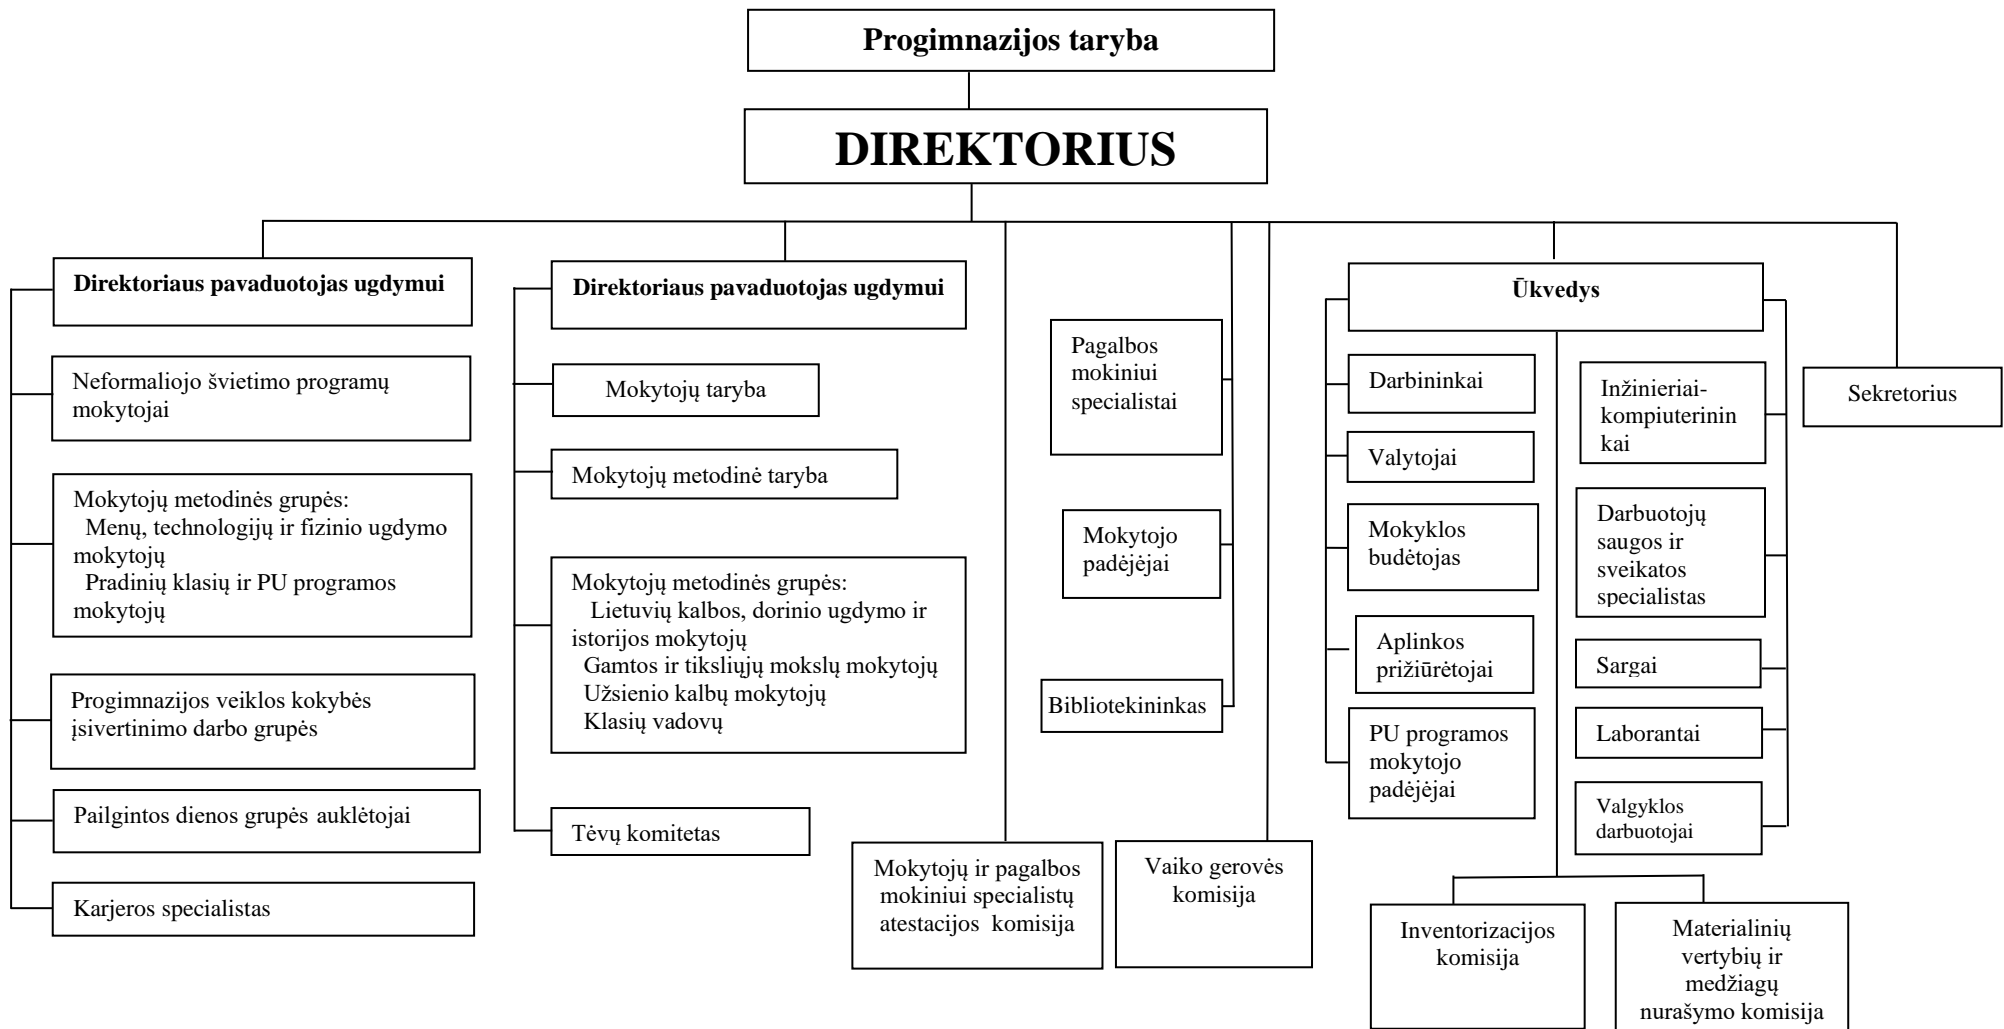 Progimnazijos taryba
DIREKTORIUS
Direktoriaus pavaduotojas ugdymui
Neformaliojo švietimo programų
mokytojai
Mokytojų metodinės grupės:
Menų, technologijų ir fizinio ugdymo
mokytojų
Pradinių klasių ir PU programos
mokytojų
Progimnazijos veiklos kokybės
įsivertinimo darbo grupės
Pailgintos dienos grupės auklėtojai
Karjeros specialistas
Direktoriaus pavaduotojas ugdymui
Mokytojų taryba
Mokytojų metodinė taryba
Mokytojų metodinės grupės:
Lietuvių kalbos, dorinio ugdymo ir
istorijos mokytojų
Gamtos ir tiksliųjų mokslų mokytojų
Užsienio kalbų mokytojų
Klasių vadovų
Tėvų komitetas
Mokytojų ir pagalbos
mokiniui specialistų
atestacijos komisija
Pagalbos
mokiniui
specialistai
Mokytojo
padėjėjai
Bibliotekininkas
Vaiko gerovės
komisija
Ūkvedys
Darbininkai
Valytojai
Mokyklos
budėtojas
Aplinkos
prižiūrėtojai
PU programos
mokytojo
padėjėjai
Inžinieriai-
kompiuterinin
kai
Darbuotojų
saugos ir
sveikatos
specialistas
Sargai
Laborantai
Valgyklos
darbuotojai
Inventorizacijos
komisija
Materialinių
vertybių ir
medžiagų
nurašymo komisija
Sekretorius